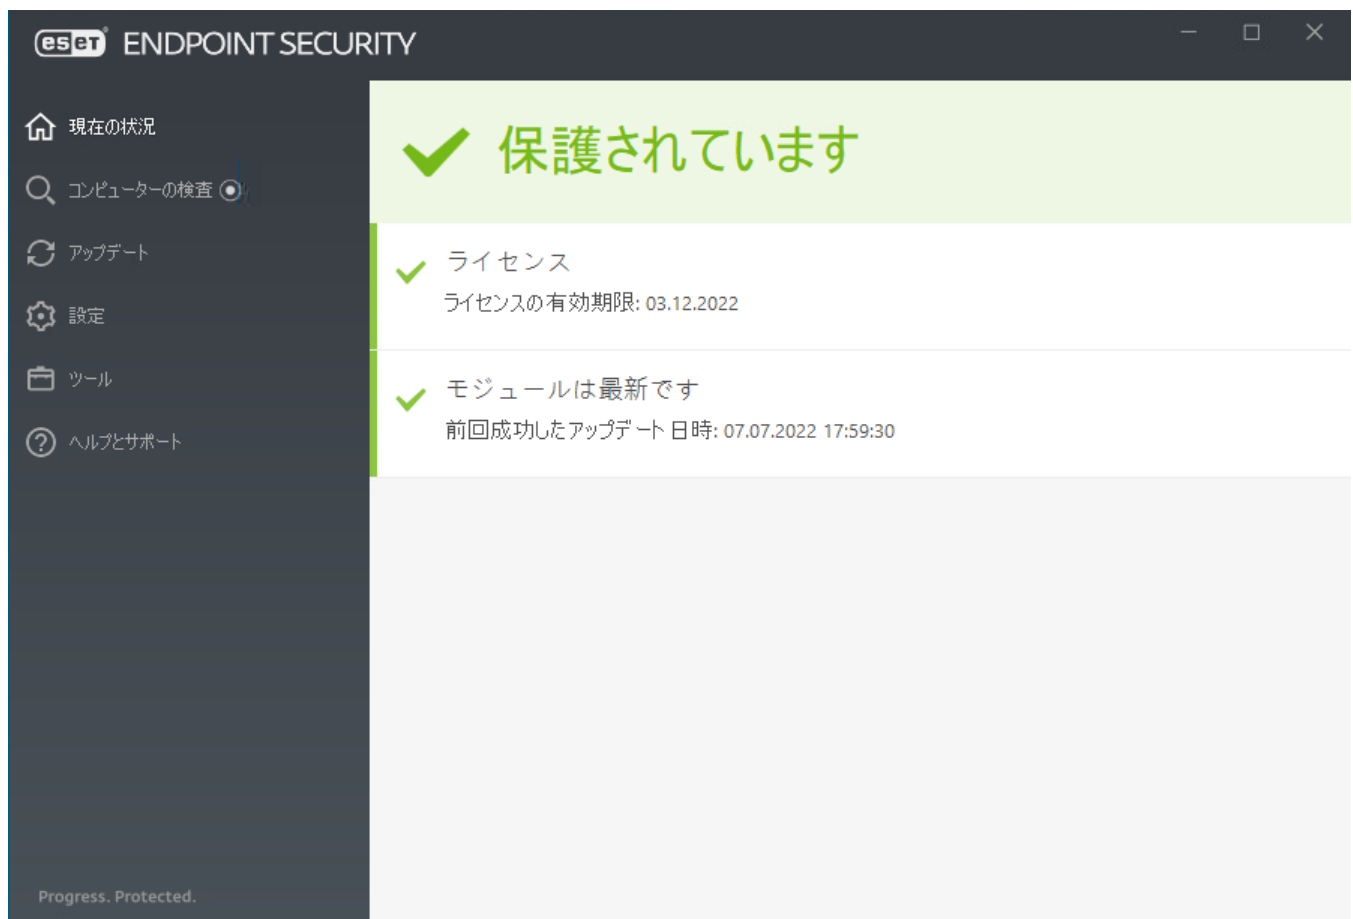 eset ENDPOINT SECURITY
現在の状況
コンピューターの検査
アップデート
設定
ツール
ヘルプとサポート
Progress. Protected.
保護されています
ライセンス
ライセンスの有効期限: 03.12.2022
モジュールは最新です
前回成功したアップデート日時: 07.07.2022 17:59:30